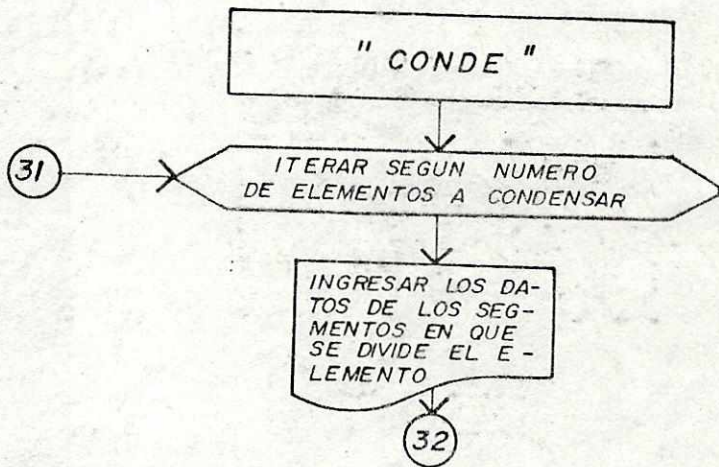 " CONDE "
31
ITERAR SEGUN NUMERO
DE ELEMENTOS A CONDENSAR
INGRESAR LOS DA-
TOS DE LOS SEG-
MENTOS EN QUE
SE DIVIDE EL E-
LEMENTO
32